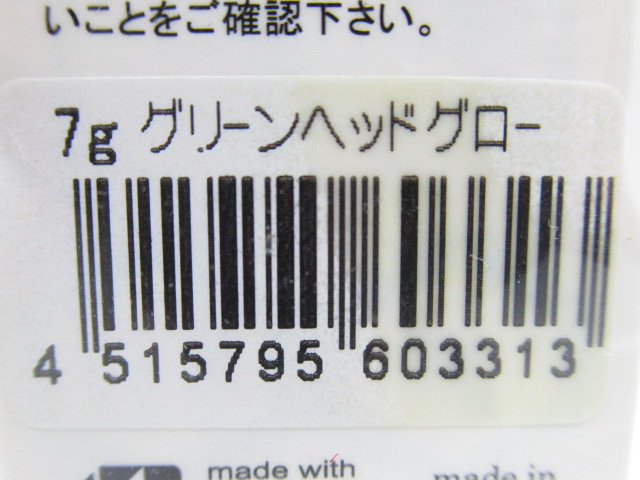 いことをご確認下さい。
7g グリーンヘッドグロー
4 515795 603313
made with
made in